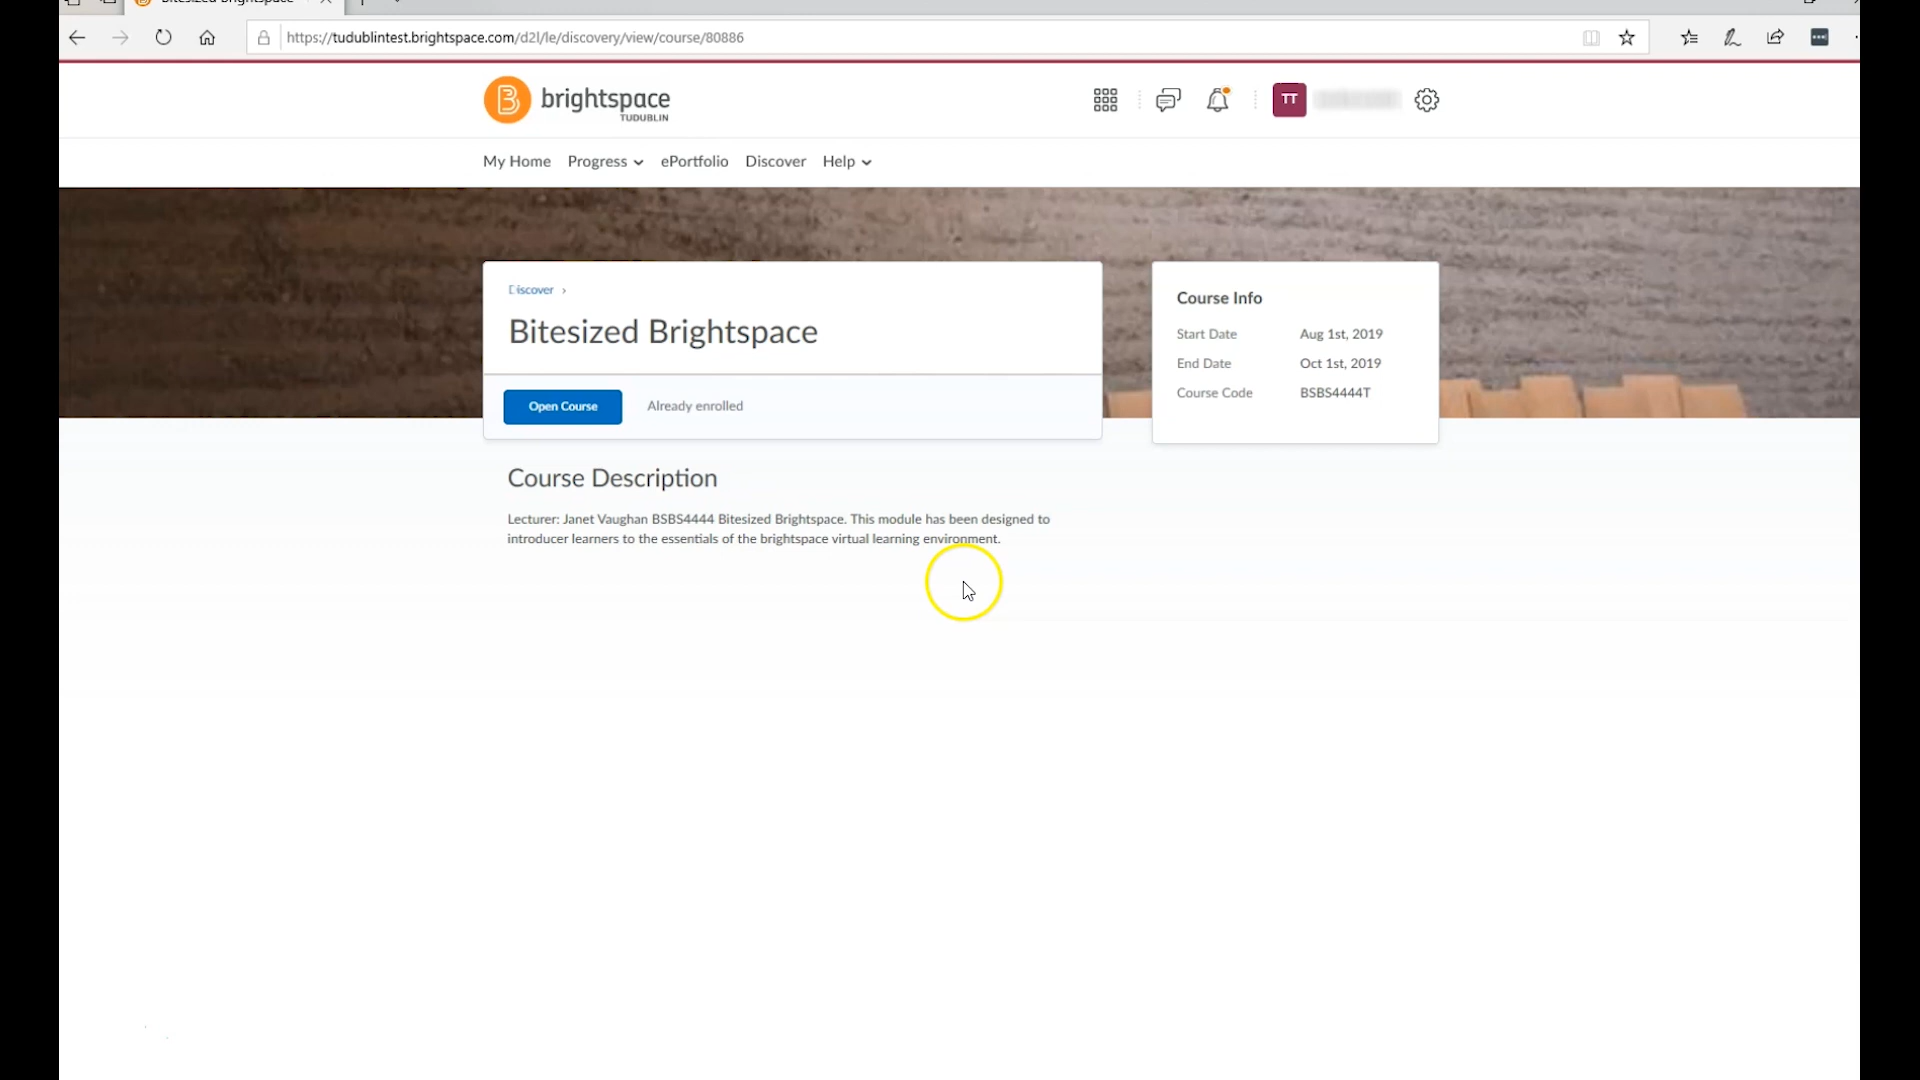 Bitesized Brightspace
https://tudublintest.brightspace.com/d2l/le/discovery/view/course/80886
brightspace
TUDUBLIN
TT
My Home Progress ePortfolio Discover Help
Discover ›
Bitesized Brightspace
Open Course Already enrolled
Course Info
Start Date Aug 1st, 2019
End Date Oct 1st, 2019
Course Code BSBS4444T
Course Description
Lecturer: Janet Vaughan BSBS4444 Bitesized Brightspace. This module has been designed to
introducer learners to the essentials of the brightspace virtual learning environment.